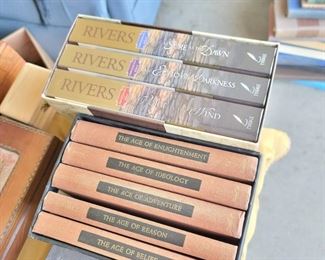 RIVERS
DAWN
RIVERS
DARKNESS
RIVERS
WIND
THE AGE OF ENLIGHTENMENT
THE AGE OF IDEOLOGY
THE AGE OF ADVENTURE
THE AGE OF REASON
THE AGE OF BELIEF